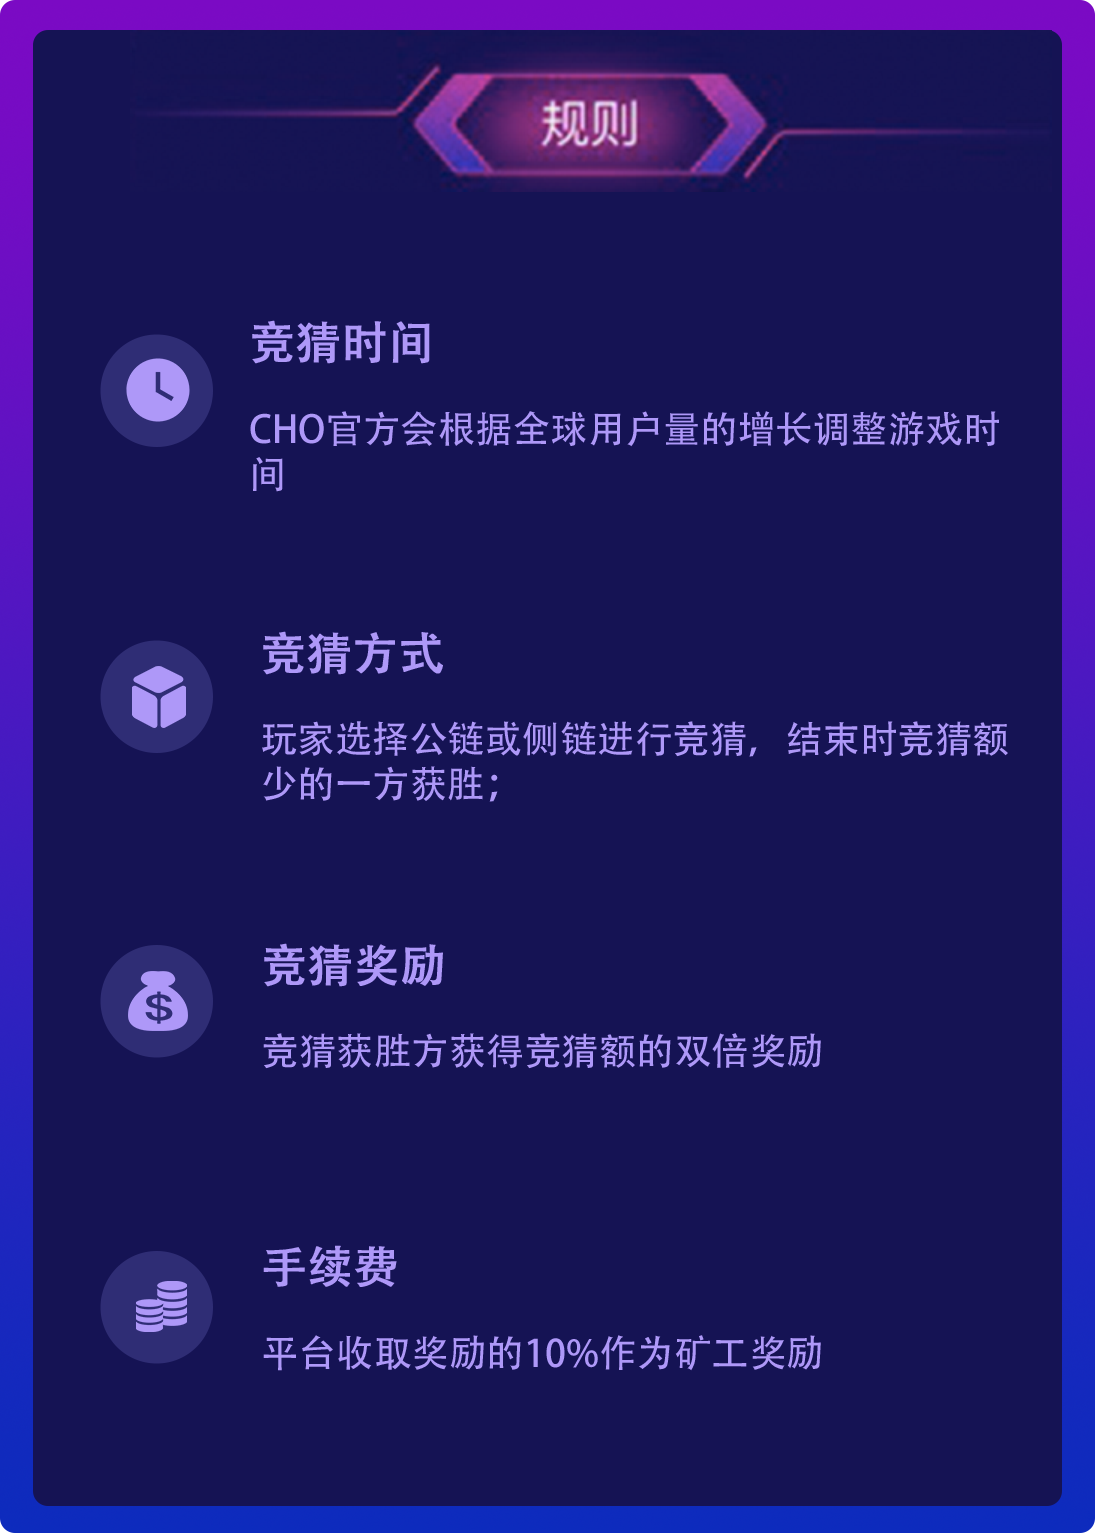 规则
竞猜时间
CHO官方会根据全球用户量的增长调整游戏时
间
竞猜方式
玩家选择公链或侧链进行竞猜，结束时竞猜额
少的一方获胜；
竞猜奖励
竞猜获胜方获得竞猜额的双倍奖励
手续费
平台收取奖励的10%作为矿工奖励